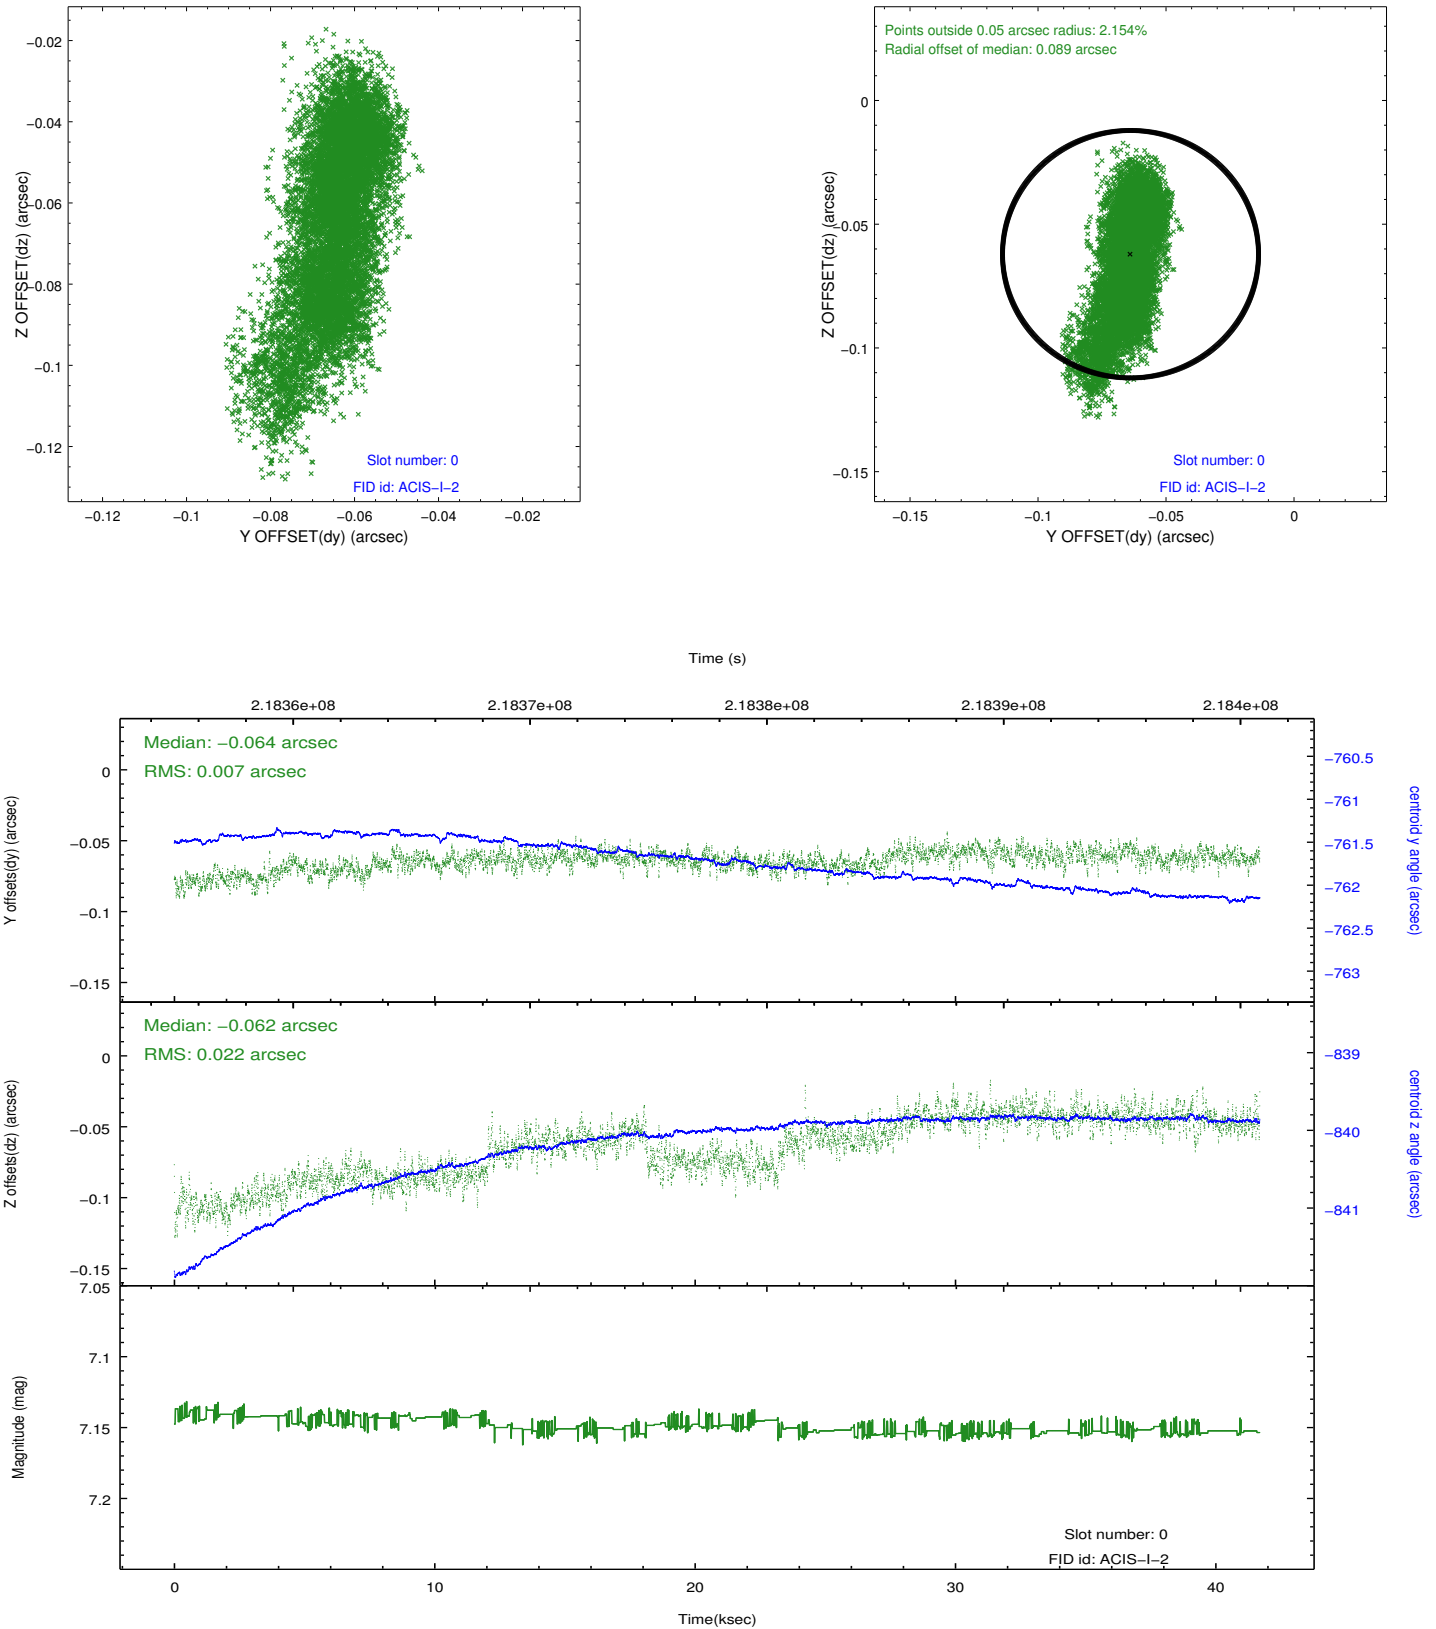 −0.02
−0.04
−0.06
−0.08
−0.1
−0.12
Z OFFSET(dz) (arcsec)
Slot number: 0
FID id: ACIS−I−2
−0.12
−0.1
−0.08
−0.06
−0.04
−0.02
Y OFFSET(dy) (arcsec)
Points outside 0.05 arcsec radius: 2.154%
Radial offset of median: 0.089 arcsec
0
−0.05
−0.1
−0.15
Z OFFSET(dz) (arcsec)
Slot number: 0
FID id: ACIS−I−2
−0.15
−0.1
−0.05
0
Y OFFSET(dy) (arcsec)
Time (s)
2.1836e+08
2.1837e+08
2.1838e+08
2.1839e+08
2.184e+08
Median: −0.064 arcsec
RMS: 0.007 arcsec
0
−0.05
−0.1
−0.15
Y offsets(dy) (arcsec)
−760.5
−761
−761.5
−762
−762.5
−763
centroid y angle (arcsec)
Median: −0.062 arcsec
RMS: 0.022 arcsec
0
−0.05
−0.1
−0.15
Z offsets(dz) (arcsec)
−839
−840
−841
centroid z angle (arcsec)
7.05
7.1
7.15
7.2
Magnitude (mag)
Slot number: 0
FID id: ACIS−I−2
0
10
20
30
40
Time(ksec)